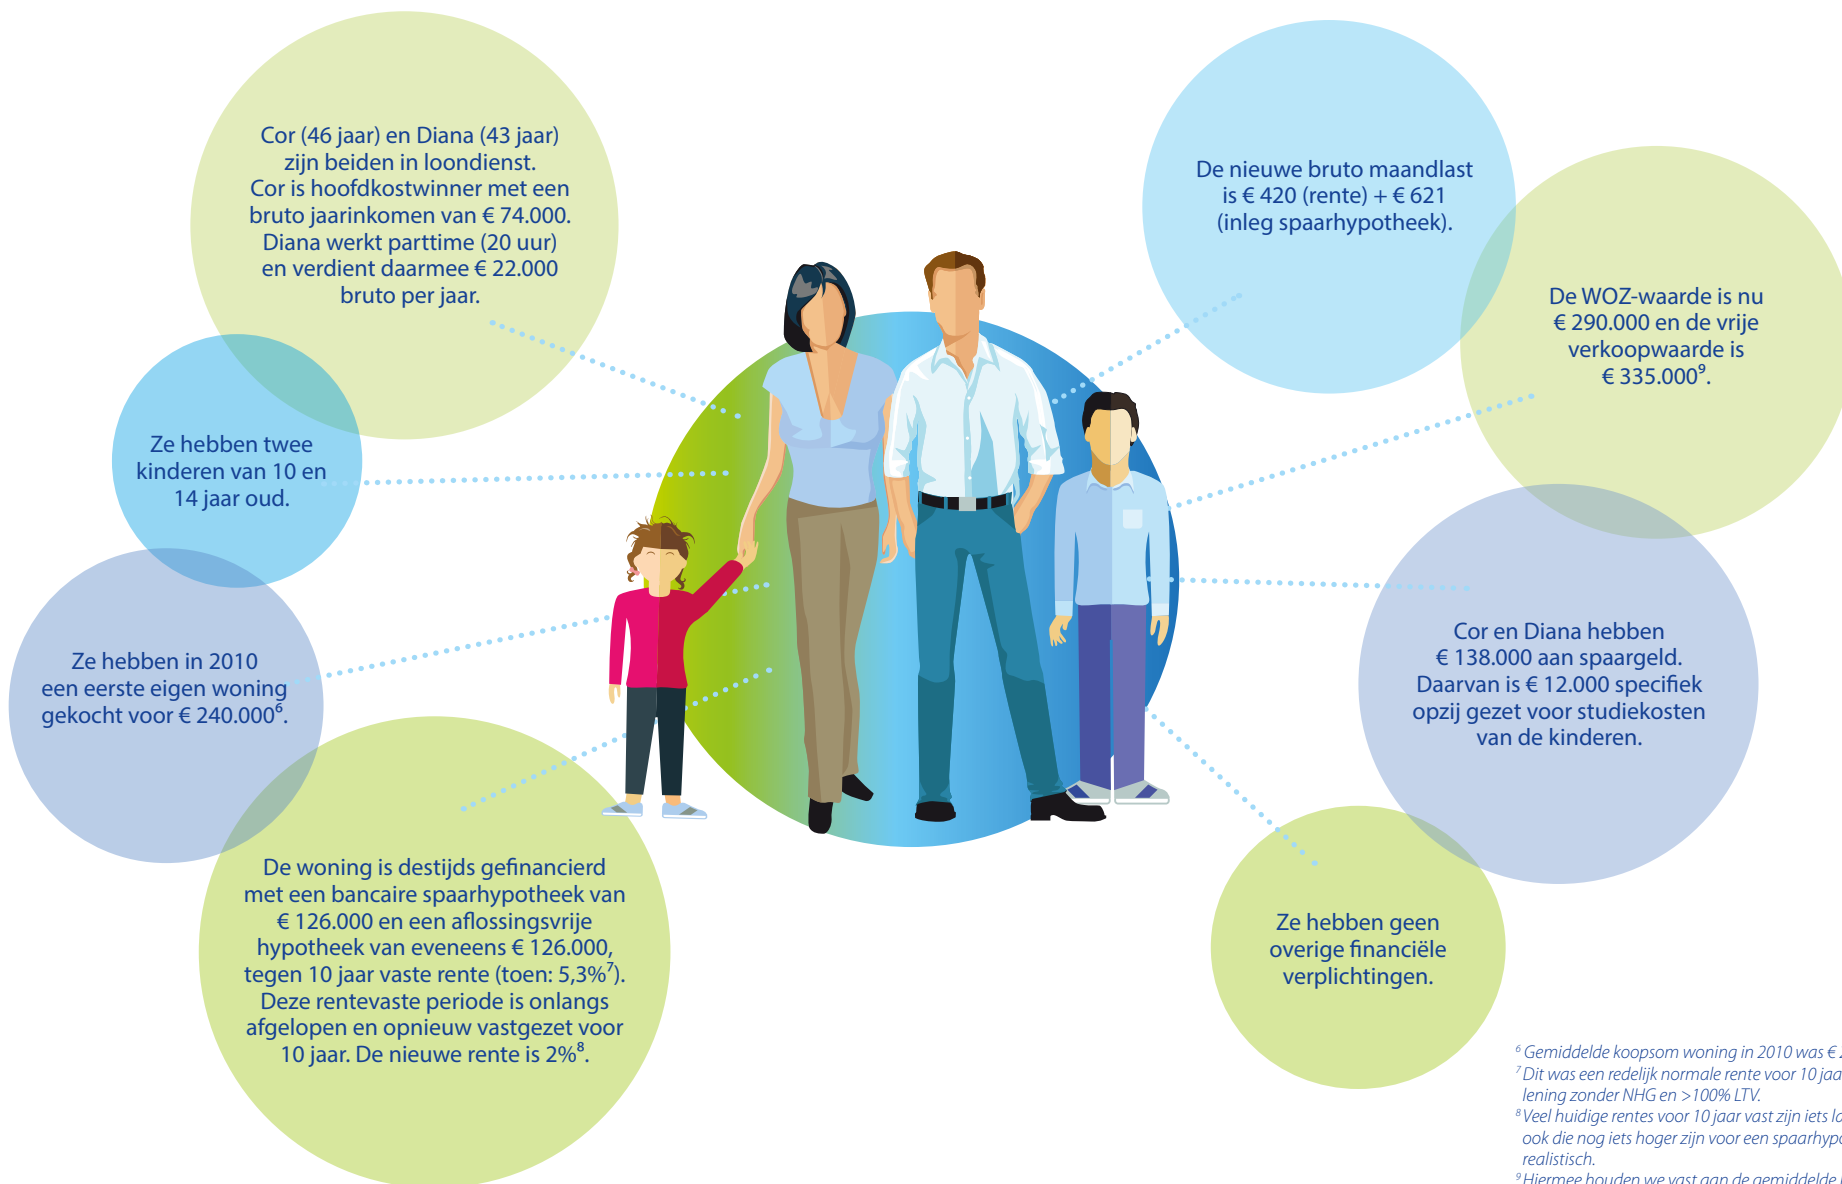 Cor (46 jaar) en Diana (43 jaar)
zijn beiden in loondienst.
Cor is hoofdkostwinner met een
bruto jaarinkomen van € 74.000.
Diana werkt parttime (20 uur)
en verdient daarmee € 22.000
bruto per jaar.
Ze hebben twee
kinderen van 10 en
14 jaar oud.
Ze hebben in 2010
een eerste eigen woning
gekocht voor € 240.000⁶.
De woning is destijds gefinancierd
met een bancaire spaarhypotheek van
€ 126.000 en een aflossingsvrije
hypotheek van eveneens € 126.000,
tegen 10 jaar vaste rente (toen: 5,3%⁷).
Deze rentevaste periode is onlangs
afgelopen en opnieuw vastgezet voor
10 jaar. De nieuwe rente is 2%⁸.
De nieuwe bruto maandlast
is € 420 (rente) + € 621
(inleg spaarhypotheek).
De WOZ-waarde is nu
€ 290.000 en de vrije
verkoopwaarde is
€ 335.000⁹.
Cor en Diana hebben
€ 138.000 aan spaargeld.
Daarvan is € 12.000 specifiek
opzij gezet voor studiekosten
van de kinderen.
Ze hebben geen
overige financiële
verplichtingen.
⁶ Gemiddelde koopsom woning in 2010 was €
⁷ Dit was een redelijk normale rente voor 10
lening zonder NHG en >100% LTV.
⁸ Veel huidige rentes voor 10 jaar vast zijn iets
ook die nog iets hoger zijn voor een
realistisch.
⁹ Hiermee houden we vast aan de gemiddelde